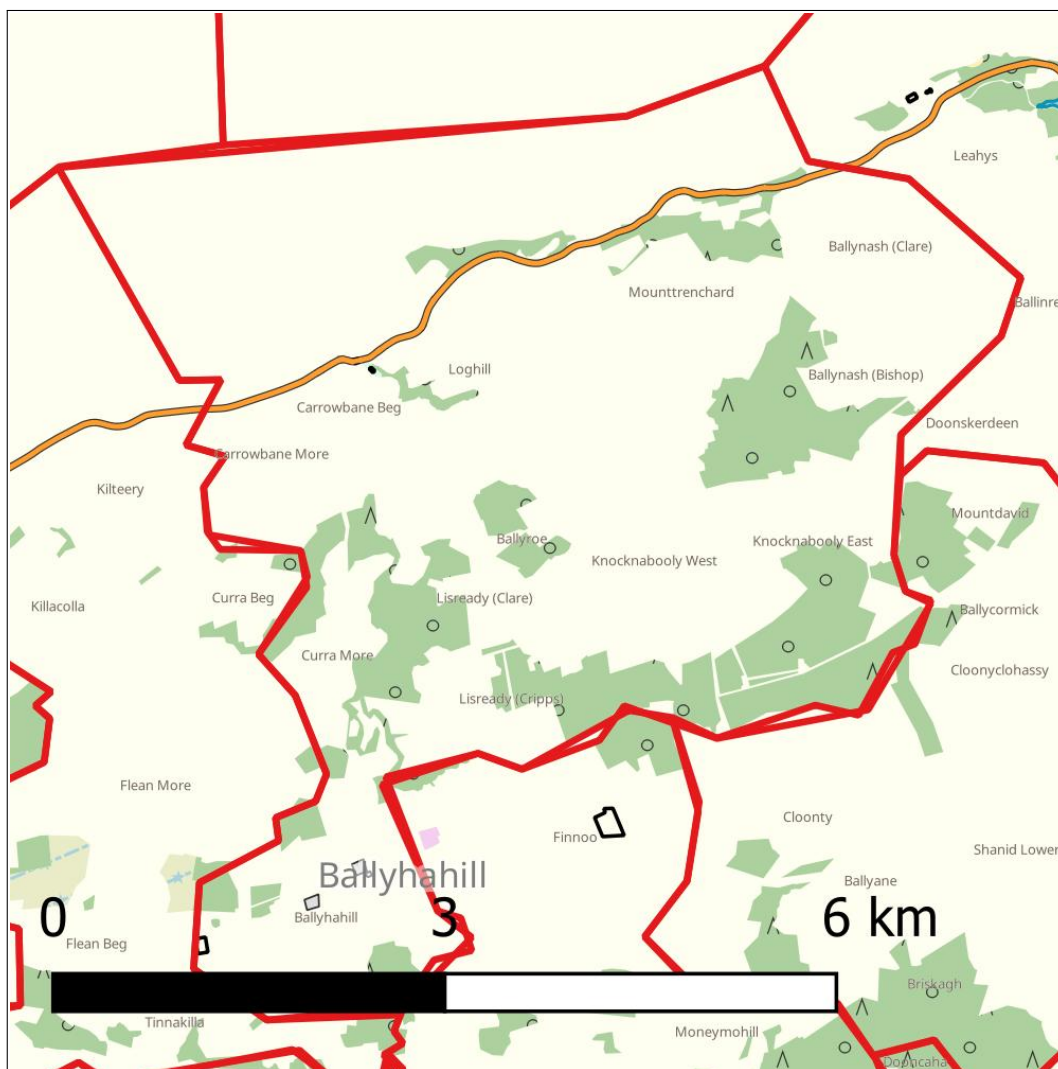 Leahys
Ballynash (Clare)
Mounttrenchard
Ballinre
Loghill
Ballynash (Bishop)
Carrowbane Beg
Doonskerdeen
Carrowbane More
Kilteery
Mountdavid
Ballyroe
Knocknabooly East
Knocknabooly West
Curra Beg
Lisready (Clare)
Killacolla
Ballycormick
Curra More
Cloonyclohassy
Lisready (Cripps)
Flean More
Cloonty
Finnoo
Shanid Lower
Ballyhahill
Ballyane
Ballyhahill
0 3 6 km
Flean Beg
Briskagh
Tinnakilla
Moneymohill
Dooncaha